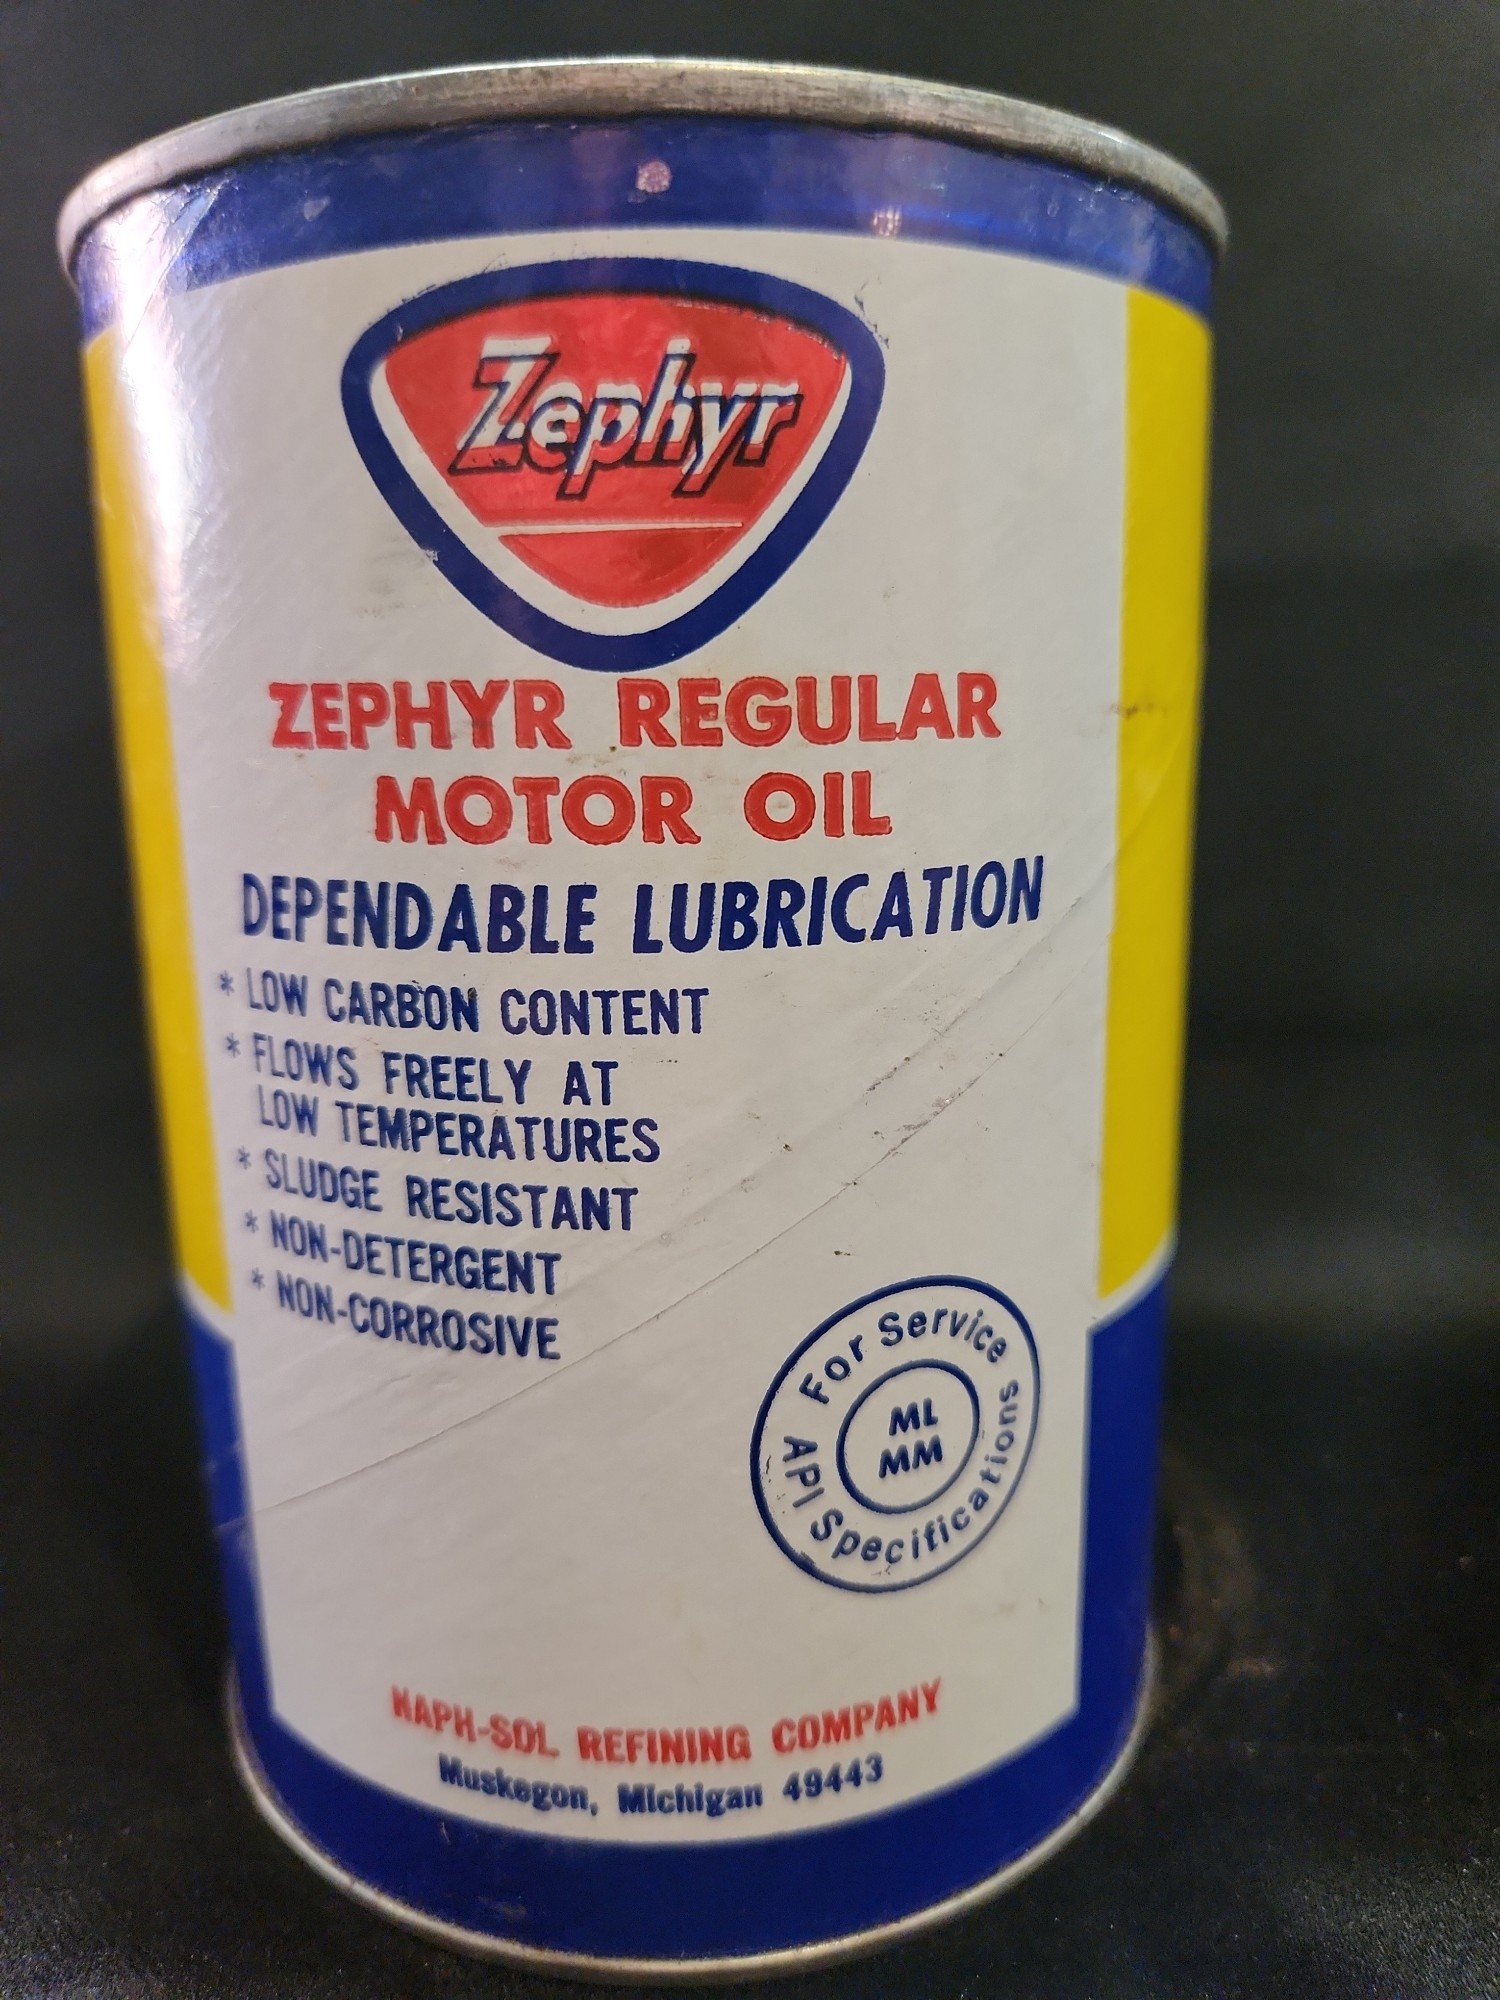 Zephyr
ZEPHYR REGULAR
MOTOR OIL
DEPENDABLE LUBRICATION
* LOW CARBON CONTENT
* FLOWS FREELY AT
LOW TEMPERATURES
* SLUDGE RESISTANT
* NON-DETERGENT
* NON-CORROSIVE
For Service
ML
MM
API Specifications
NAPH-SOL REFINING COMPANY
Muskegon, Michigan 49443